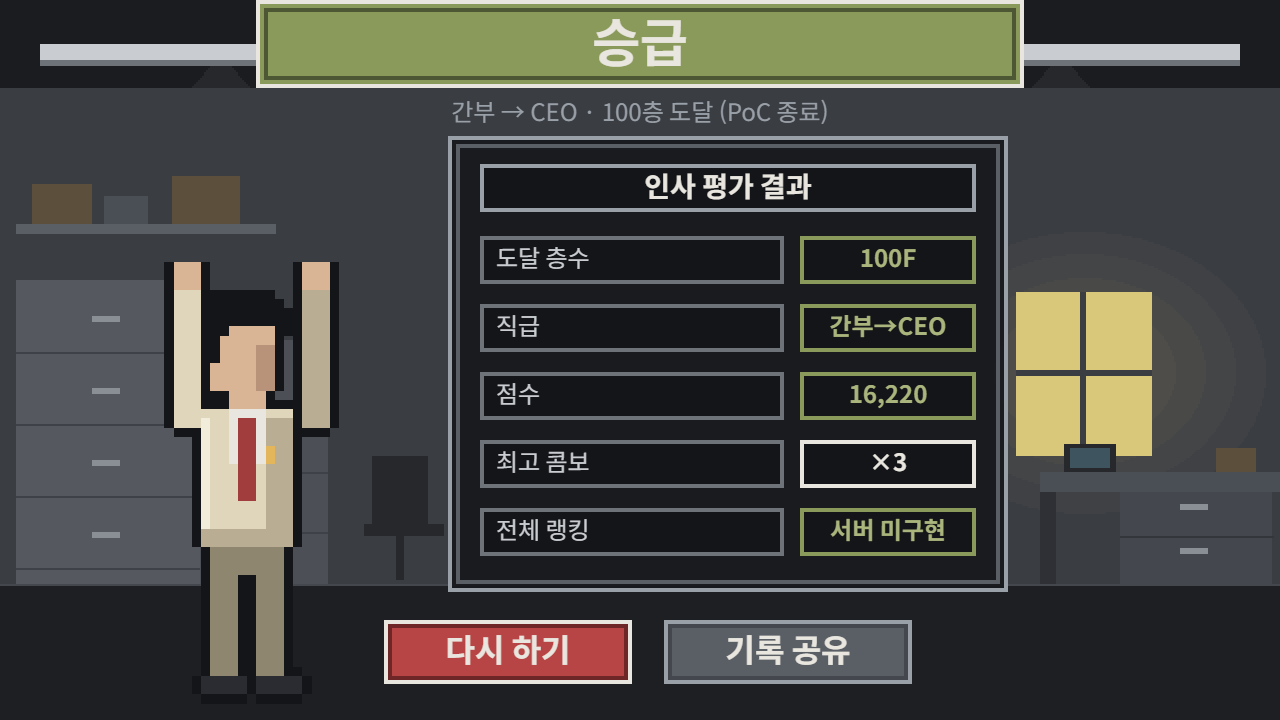 승급
간부 → CEO · 100층 도달 (PoC 종료)
인사 평가 결과
도달 층수 100F
직급 간부→CEO
점수 16,220
최고 콤보 ×3
전체 랭킹 서버 미구현
다시 하기 기록 공유